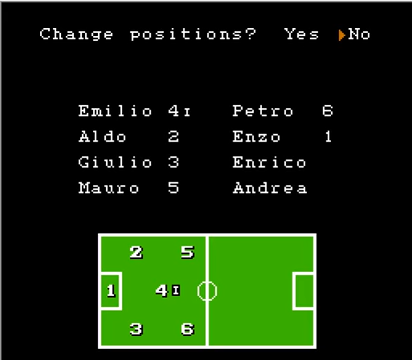 Change positions? Yes No
Emilio 4I Petro 6
Aldo 2 Enzo 1
Giulio 3 Enrico
Mauro 5 Andrea
2 5
1 4I
3 6